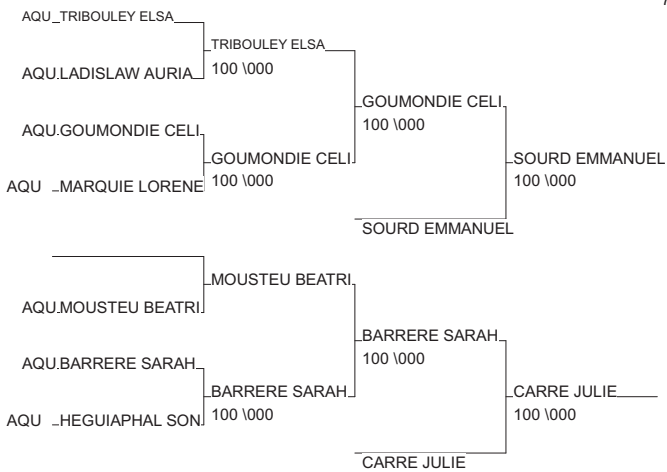 AQU TRIBOULEY ELSA
TRIBOULEY ELSA
100 \000
AQU LADISLAW AURIA
GOUMONDIE CELI
100 \000
AQU GOUMONDIE CELI
GOUMONDIE CELI
100 \000
AQU MARQUIE LORENE
SOURD EMMANUEL
100 \000
SOURD EMMANUEL
MOUSTEU BEATRI
AQU MOUSTEU BEATRI
BARRERE SARAH
100 \000
AQU BARRERE SARAH
BARRERE SARAH
100 \000
AQU HEGUIAPHAL SON
CARRE JULIE
100 \000
CARRE JULIE